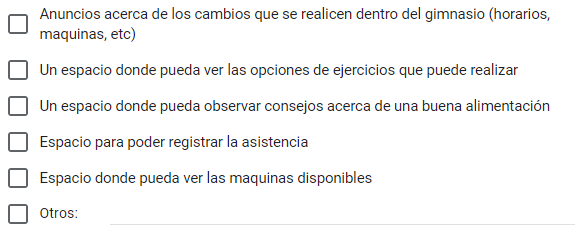 Anuncios acerca de los cambios que se realicen dentro del gimnasio (horarios,
maquinas, etc)
Un espacio donde pueda ver las opciones de ejercicios que puede realizar
Un espacio donde pueda observar consejos acerca de una buena alimentación
Espacio para poder registrar la asistencia
Espacio donde pueda ver las maquinas disponibles
Otros: